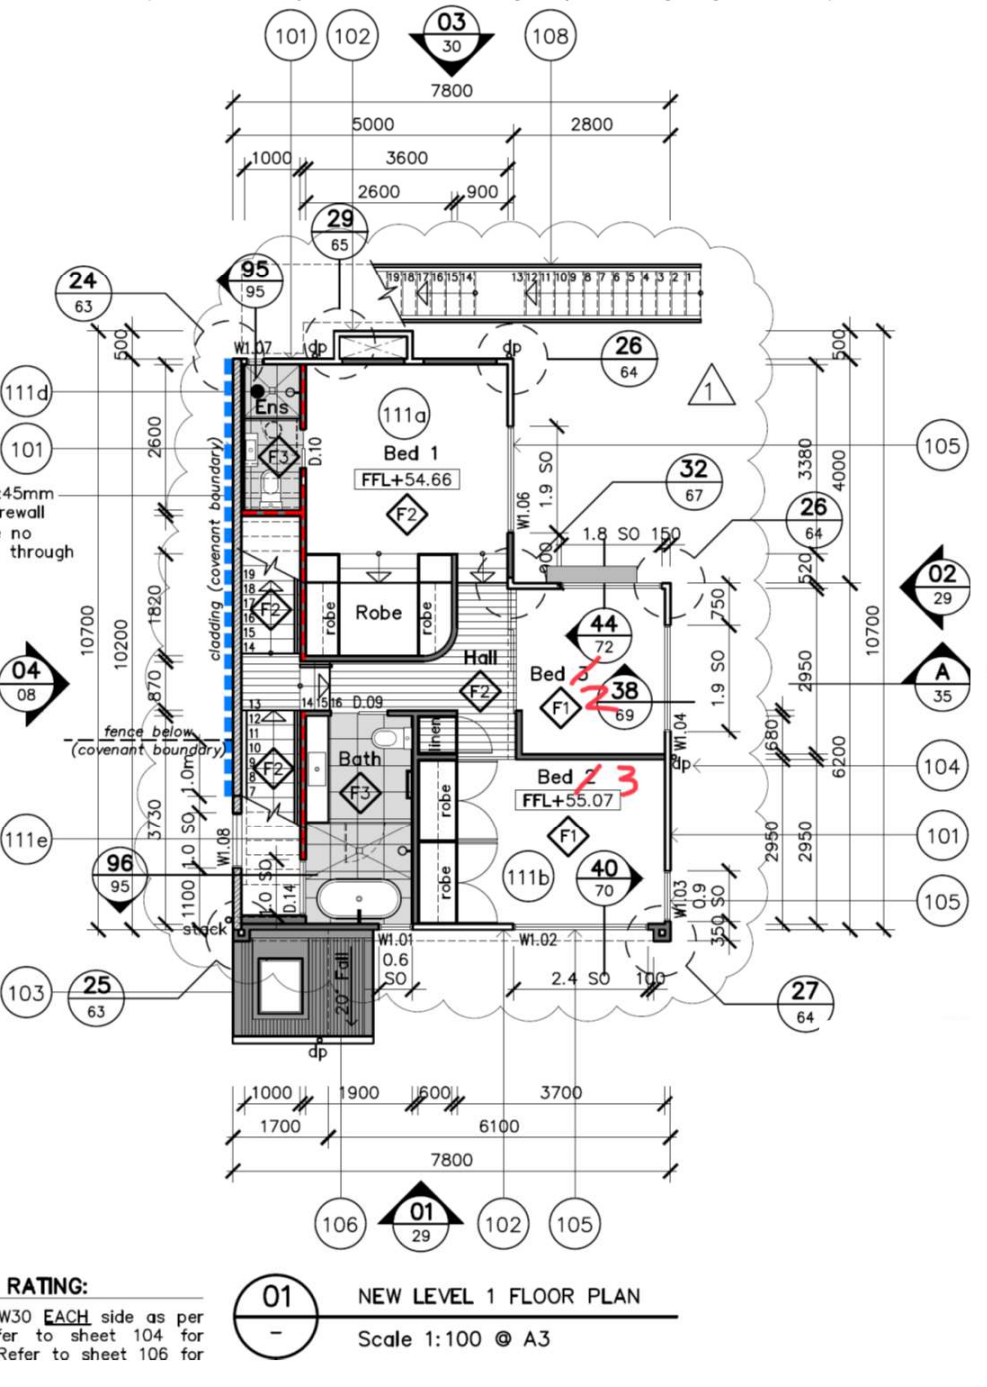 101 102 03 30 108
7800
5000 2800
1000 3600
2600 900
29
65
95
95
24
63
19 18 17 16 15 14 13 12 11 10 9 8 7 6 5 4 3 2 1
500
W1.07 dp dp
26
64
500
1
111d
Ens
111a
101
2600
F3
D.10
Bed 1
FFL+54.66
F2
1.9 SO
W1.06
105
3380
4000
32
67
26
64
:45mm
rewall
no
through
cladding (covenant boundary)
1.8 SO 150
520
02
29
19
18
17
16
15
14
F2
1820
10700
10200
robe
Robe
robe
44
72
750
10700
04
08
870
Hall
F2
Bed 3
2
F1
38
69
1.9 SO
2950
A
35
14 15 16 D.09
13
12
11
10
9
8
7
F2
fence below
(covenant boundary)
1.0m
linen
Bath
F3
W1.04
dp
680
6200
104
Bed 2
3
FFL+55.07
F1
robe
robe
3730
111e
1.0 SO
W1.08
101
2950
2950
96
95
1.0 SO
D.14
111b
40
70
W1.03
0.9 SO
105
1100
350
stack
W1.01
0.6
SO
W1.02
2.4 SO 100
103
25
63
20° Fall
27
64
dp
1000 1900 600 3700
1700 6100
7800
106
01
29
102
105
RATING:
W30 EACH side as per
fer to sheet 104 for
Refer to sheet 106 for
01
–
NEW LEVEL 1 FLOOR PLAN
Scale 1:100 @ A3